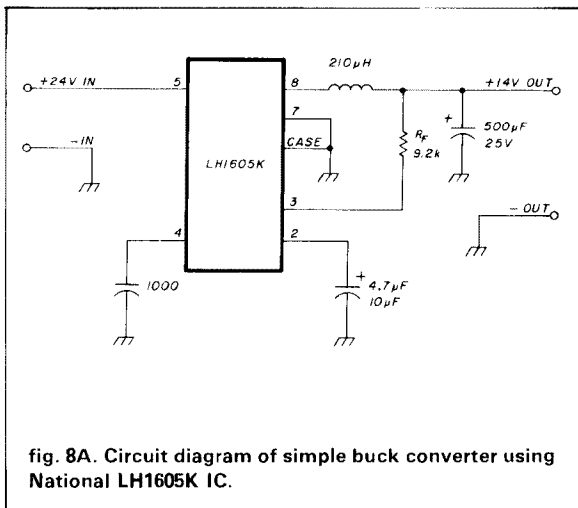 210µH
+24V IN
5
8
+14V OUT
7
+
500µF
25V
– IN
CASE
RF
9.2k
LH1605K
3
– OUT
4
2
1000
+
4.7µF
10µF
fig. 8A. Circuit diagram of simple buck converter using
National LH1605K IC.